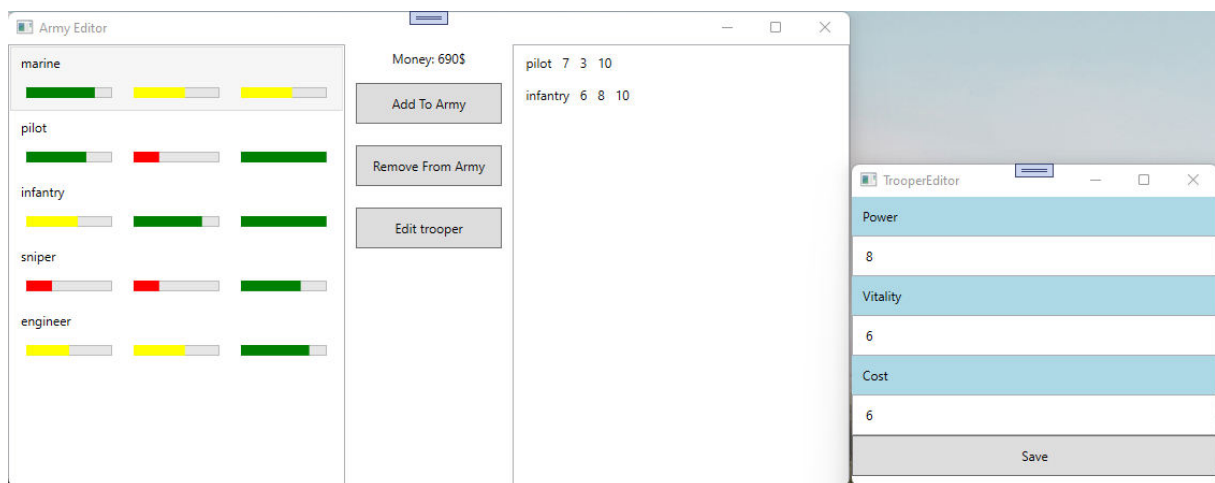 Army Editor
marine
pilot
infantry
sniper
engineer
Money: 690$
Add To Army
Remove From Army
Edit trooper
pilot 7 3 10
infantry 6 8 10
TrooperEditor
Power
8
Vitality
6
Cost
6
Save